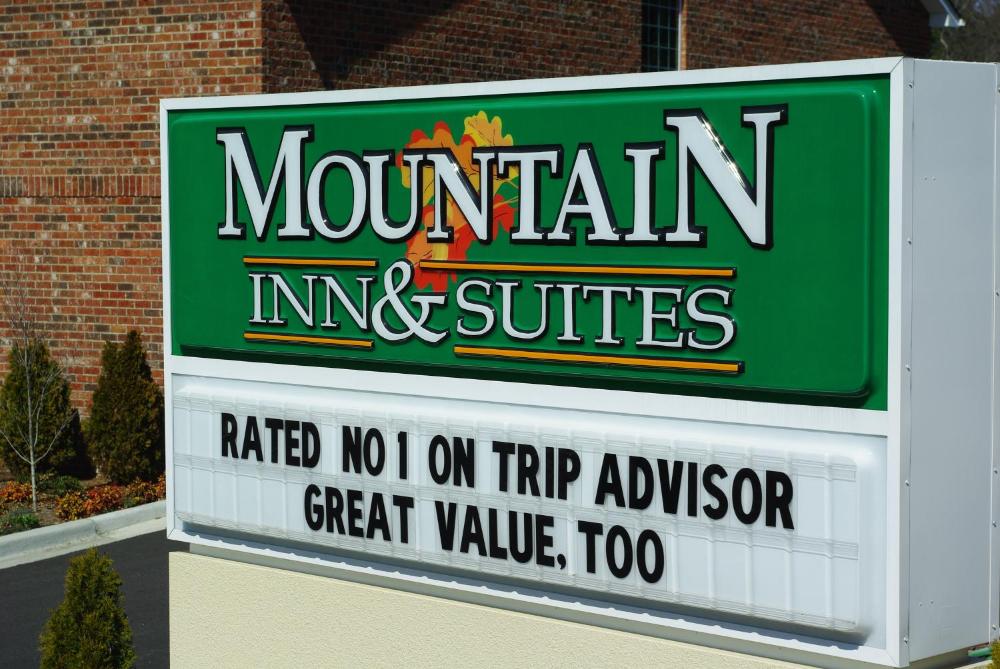 MOUNTAIN
INN & SUITES
RATED NO 1 ON TRIP ADVISOR
GREAT VALUE, TOO